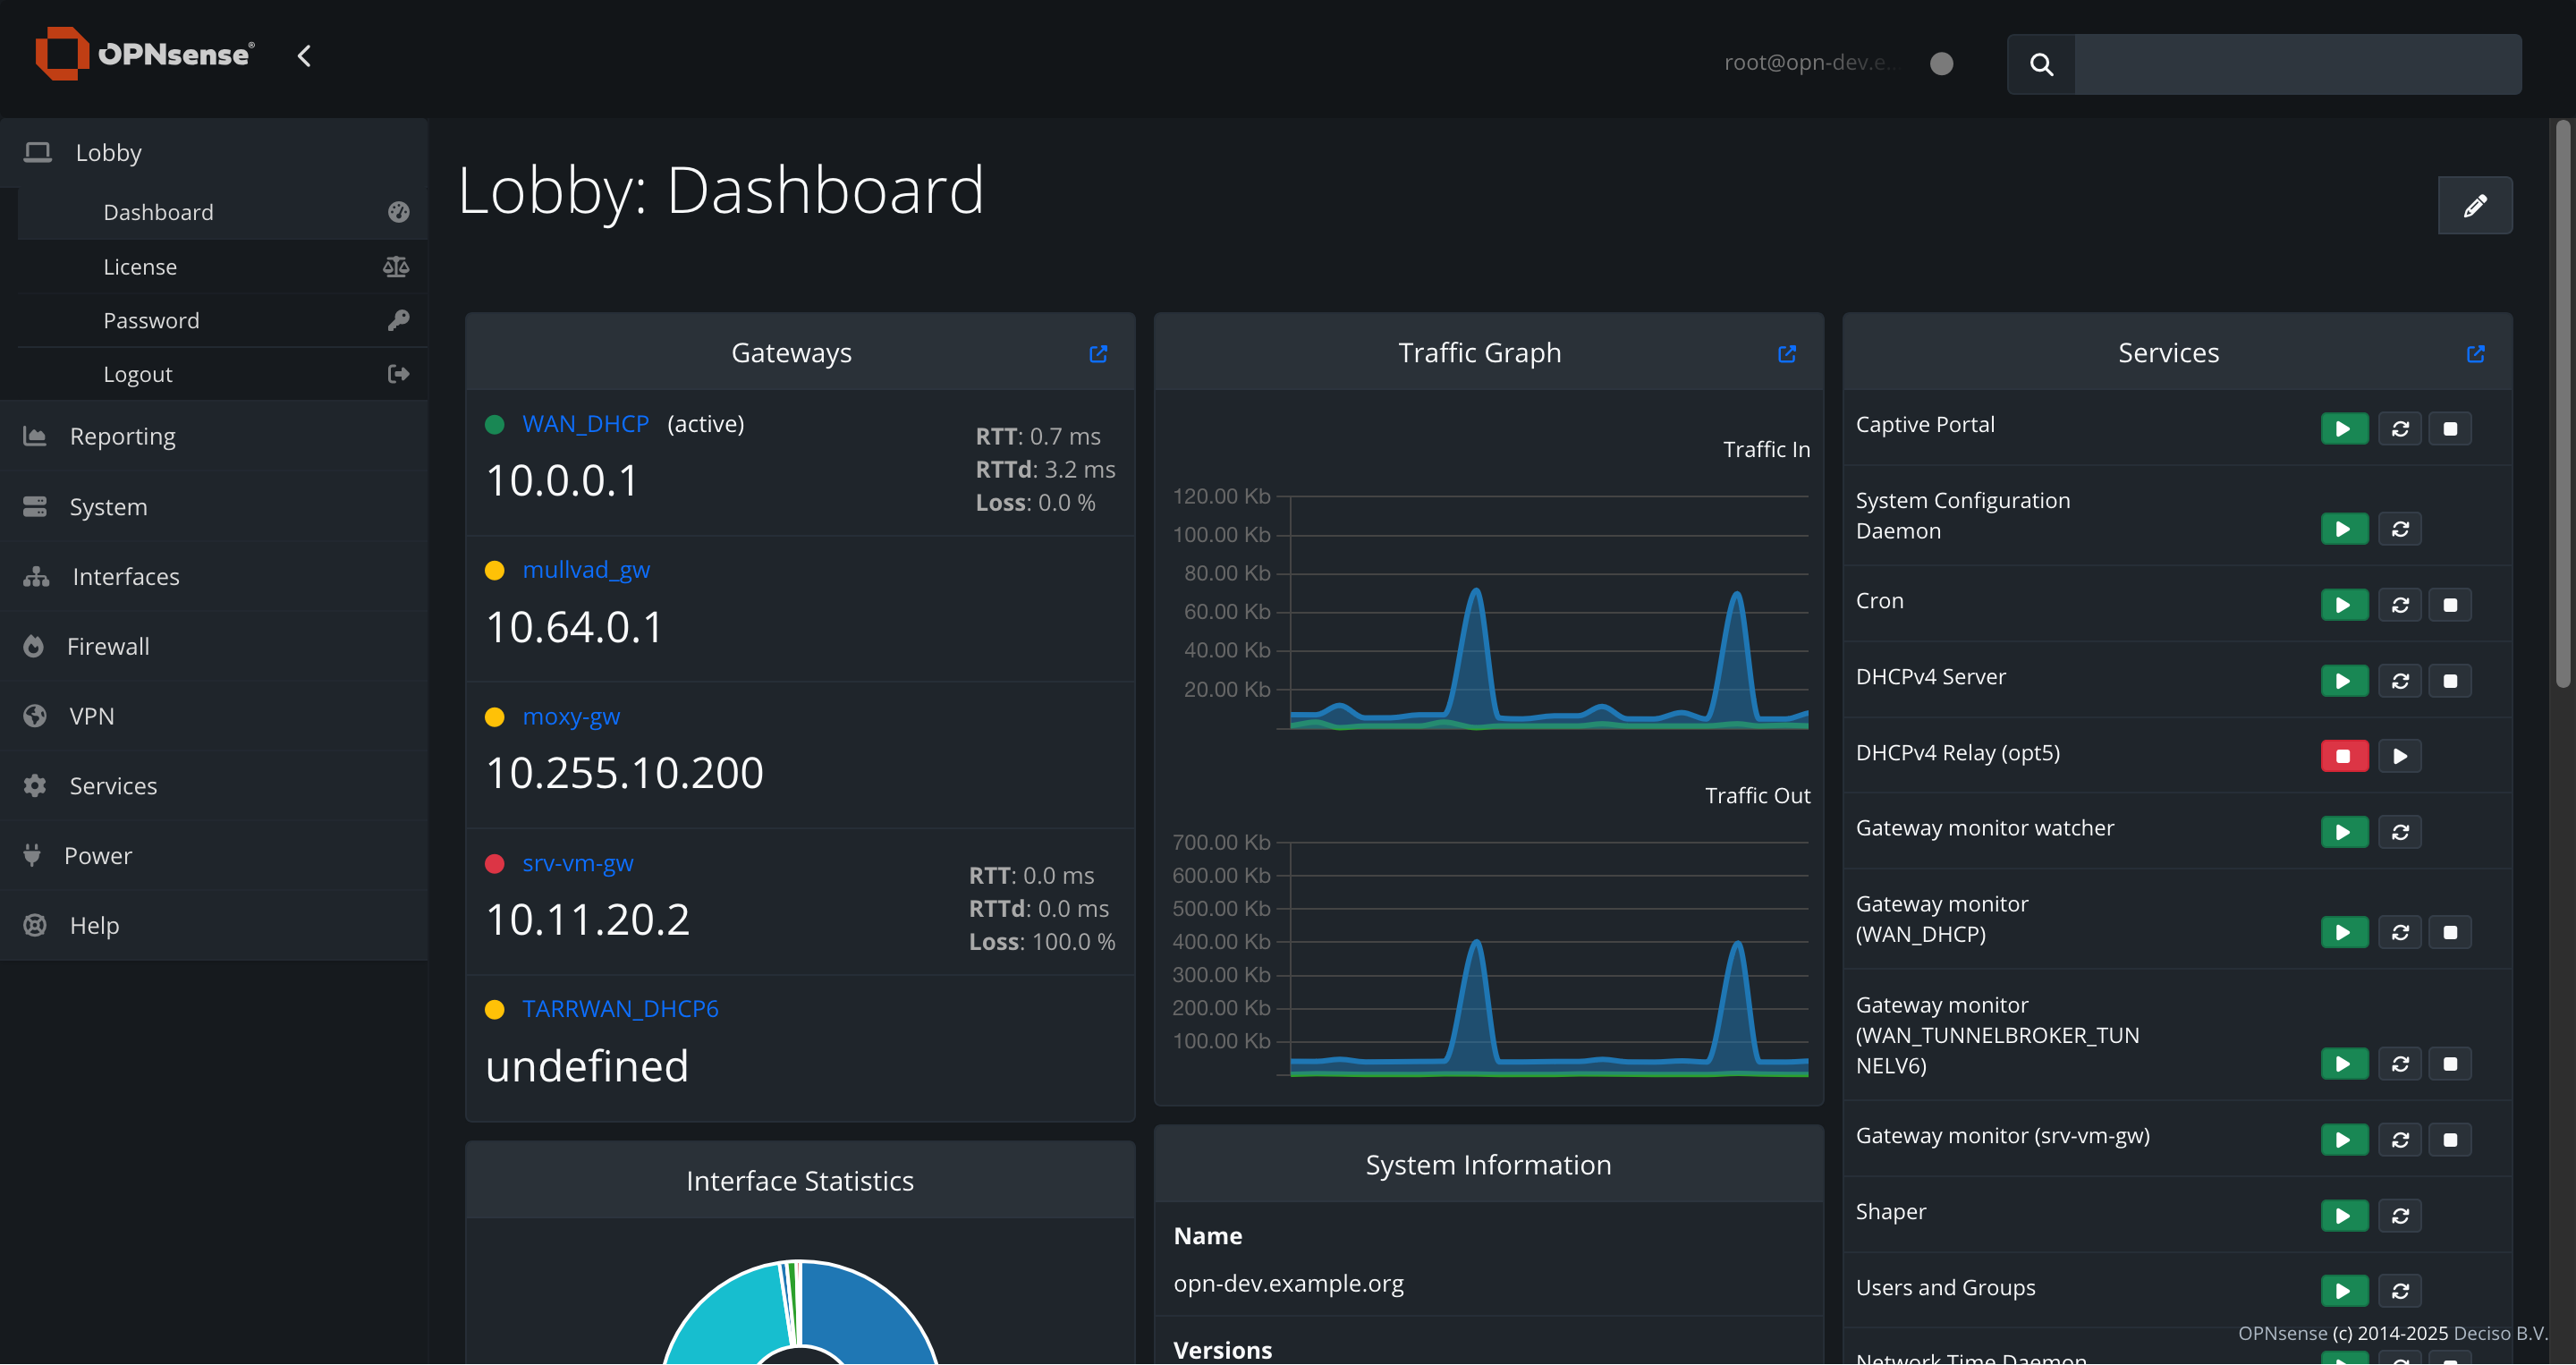 OPNsense®
root@opn-dev.e...
Lobby
Dashboard
License
Password
Logout
Reporting
System
Interfaces
Firewall
VPN
Services
Power
Help
Lobby: Dashboard
Gateways
WAN_DHCP (active)
10.0.0.1
RTT: 0.7 ms
RTTd: 3.2 ms
Loss: 0.0 %
mullvad_gw
10.64.0.1
moxy-gw
10.255.10.200
srv-vm-gw
10.11.20.2
RTT: 0.0 ms
RTTd: 0.0 ms
Loss: 100.0 %
TARRWAN_DHCP6
undefined
Interface Statistics
Traffic Graph
Traffic In
120.00 Kb
100.00 Kb
80.00 Kb
60.00 Kb
40.00 Kb
20.00 Kb
Traffic Out
700.00 Kb
600.00 Kb
500.00 Kb
400.00 Kb
300.00 Kb
200.00 Kb
100.00 Kb
System Information
Name
opn-dev.example.org
Versions
Services
Captive Portal
System Configuration
Daemon
Cron
DHCPv4 Server
DHCPv4 Relay (opt5)
Gateway monitor watcher
Gateway monitor
(WAN_DHCP)
Gateway monitor
(WAN_TUNNELBROKER_TUN
NELV6)
Gateway monitor (srv-vm-gw)
Shaper
Users and Groups
Network Time Daemon
OPNsense (c) 2014-2025 Deciso B.V.